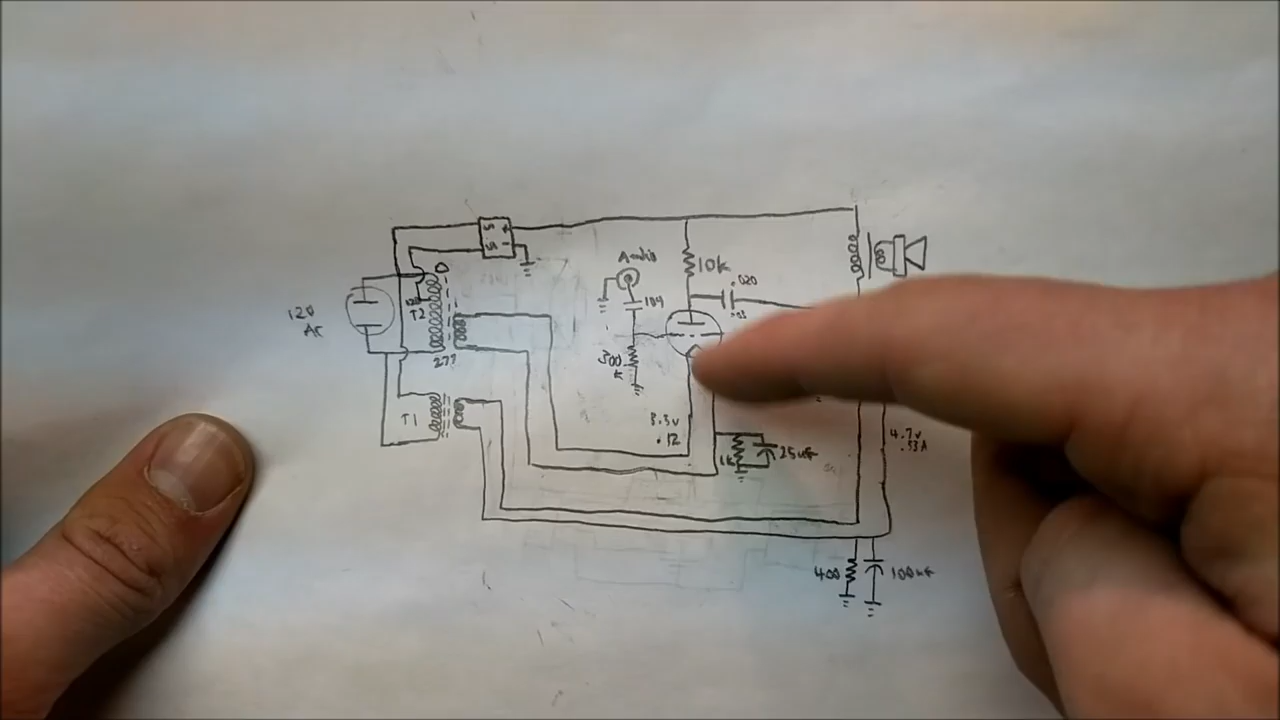 S +
S -
Audio
10k
.020
104
120
AC
T2
277
500
K
T1
3.3v
.12
4.7v
.53A
1K
25uf
400
100uf